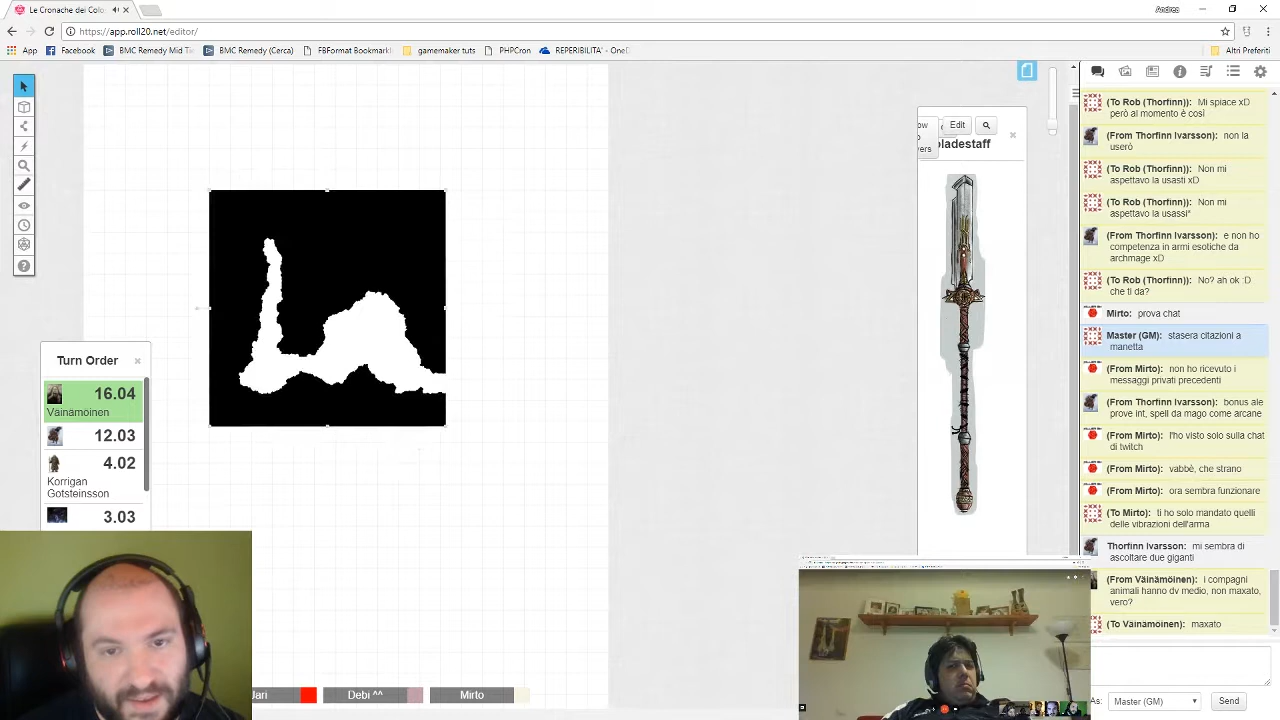 Le Cronache dei Colo
Andrea
https://app.roll20.net/editor/
App
Facebook
BMC Remedy Mid Tie
BMC Remedy (Cerca)
FBFormat Bookmarkl
gamemaker tuts
PHPCron
REPERIBILITA' - OneD
Altri Preferiti
Edit
bladestaff
Turn Order
16.04
Väinämöinen
12.03
4.02
Korrigan
Gotsteinsson
3.03
Jari
Debi ^^
Mirto
(To Rob (Thorfinn)): Mi spiace xD
però al momento è così
(From Thorfinn Ivarsson): non la
userò
(To Rob (Thorfinn)): Non mi
aspettavo la usasti xD
(To Rob (Thorfinn)): Non mi
aspettavo la usassi*
(From Thorfinn Ivarsson): e non ho
competenza in armi esotiche da
archmage xD
(To Rob (Thorfinn)): No? ah ok :D
che ti da?
Mirto: prova chat
Master (GM): stasera citazioni a
manetta
(From Mirto): non ho ricevuto i
messaggi privati precedenti
(From Thorfinn Ivarsson): bonus ale
prove int, spell da mago come arcane
(From Mirto): l'ho visto solo sulla chat
di twitch
(From Mirto): vabbè, che strano
(From Mirto): ora sembra funzionare
(To Mirto): ti ho solo mandato quelli
delle vibrazioni dell'arma
Thorfinn Ivarsson: mi sembra di
ascoltare due giganti
(From Väinämöinen): i compagni
animali hanno dv medio, non maxato,
vero?
(To Väinämöinen): maxato
As:
Master (GM)
Send